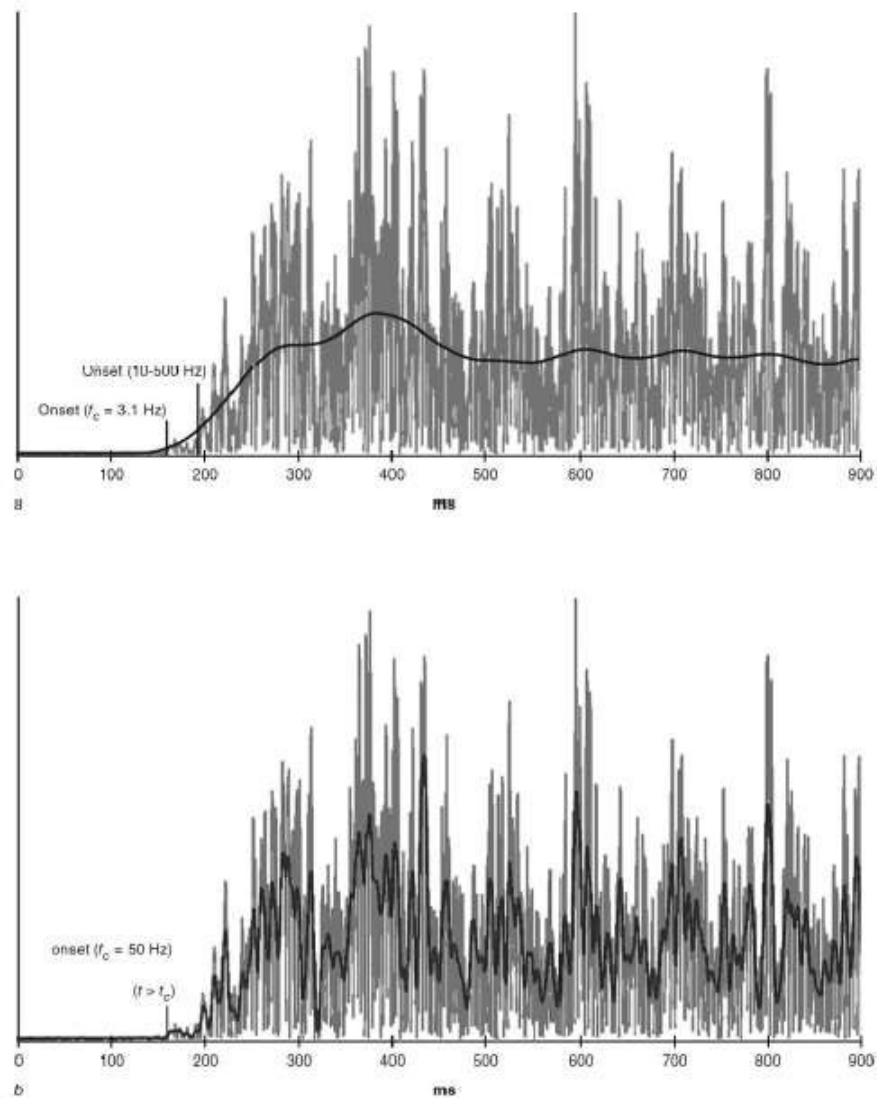 Onset (10-500 Hz)
Onset (fc = 3.1 Hz)
0 100 200 300 400 500 600 700 800 900
a ms
onset (fc = 50 Hz)
(t > tc)
0 100 200 300 400 500 600 700 800 900
b ms